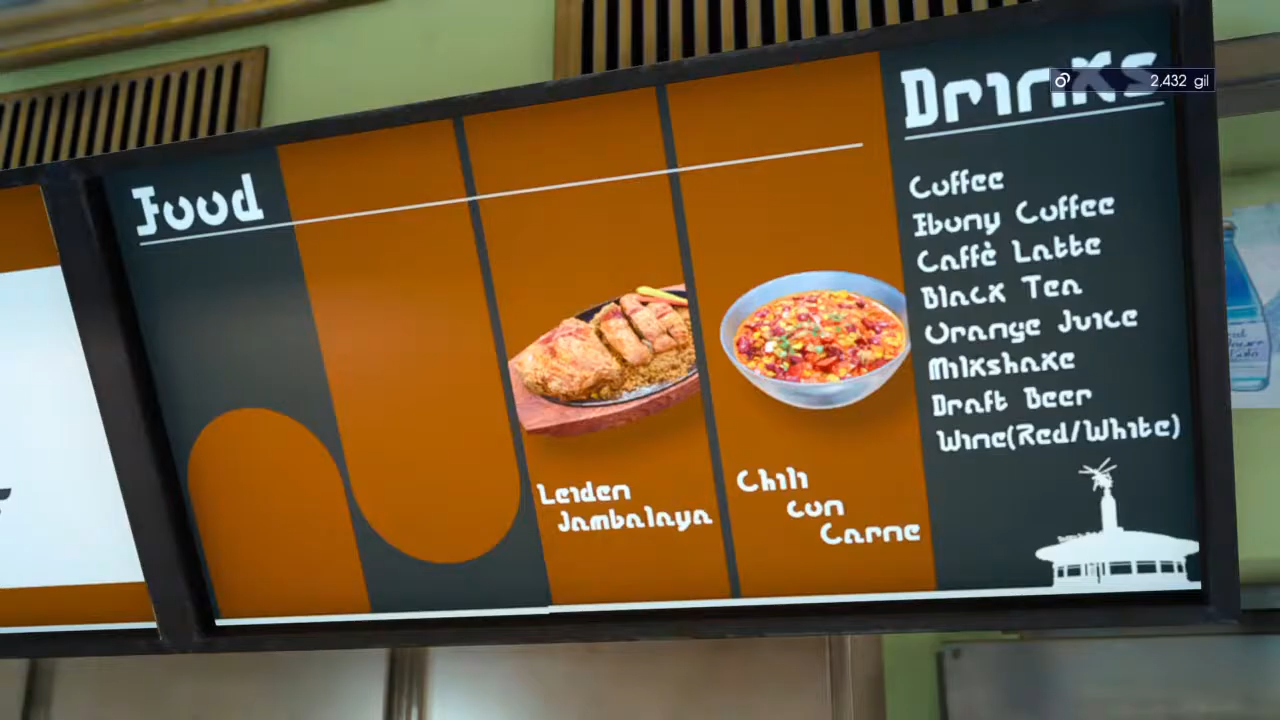 Food
Leiden
Jambalaya
Chili
con
Carne
Drinks
2,432 gil
Coffee
Ebony Coffee
Caffè Latte
Black Tea
Orange Juice
Milkshake
Draft Beer
Wine(Red/White)